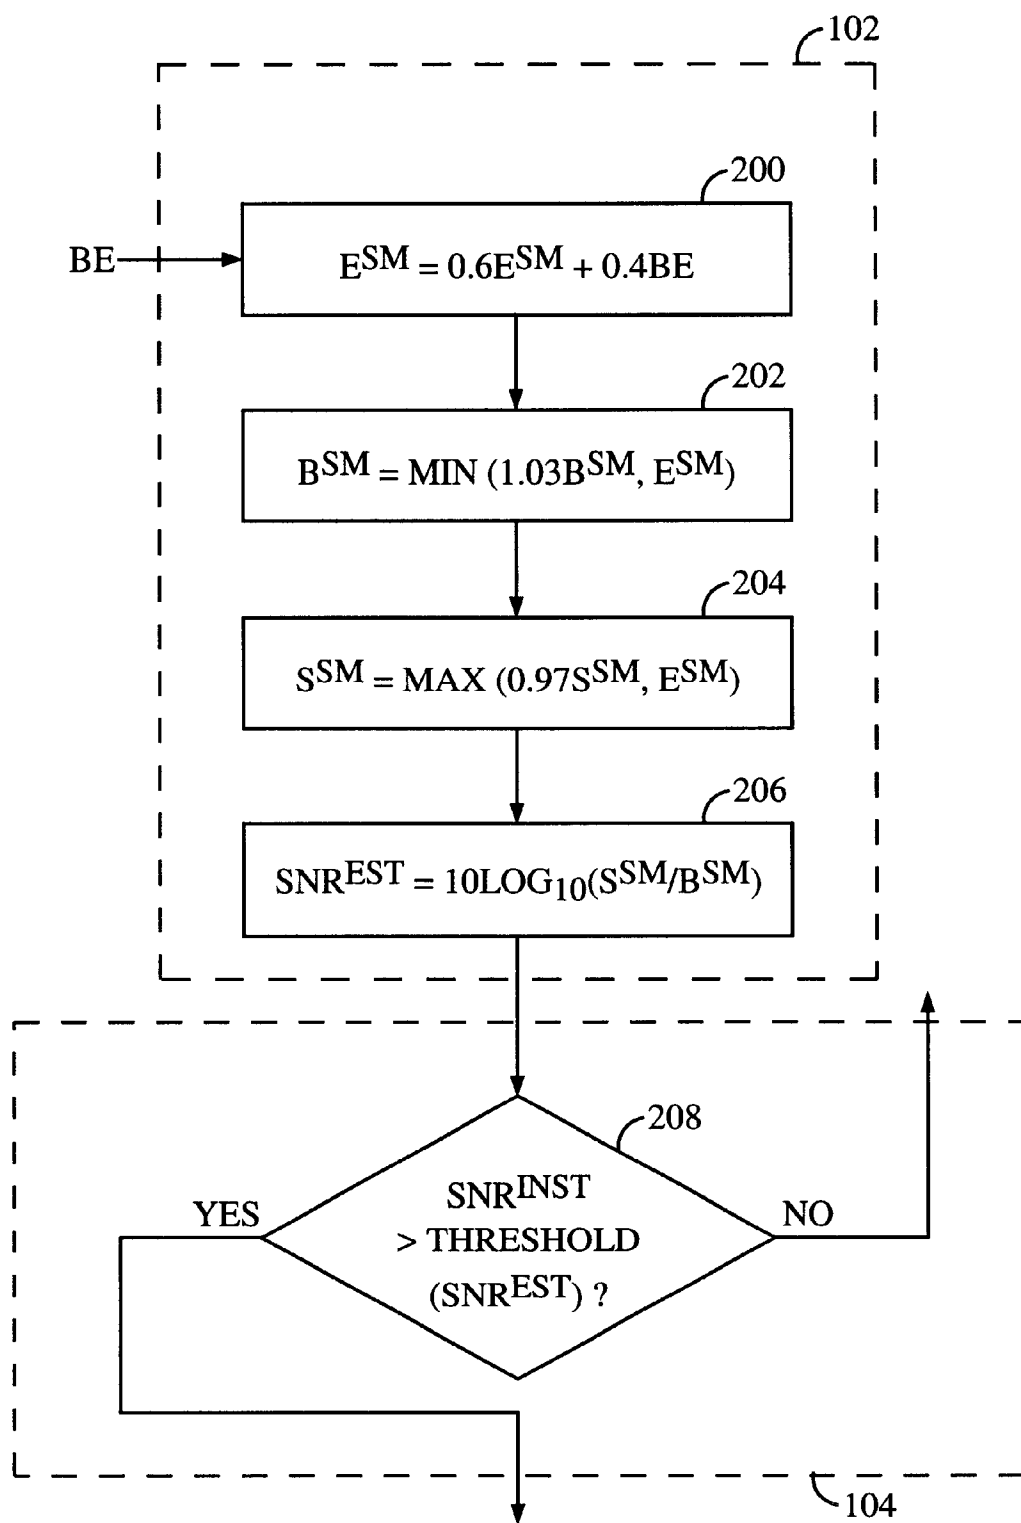 102
200
BE
E^SM = 0.6E^SM + 0.4BE
202
B^SM = MIN (1.03B^SM, E^SM)
204
S^SM = MAX (0.97S^SM, E^SM)
206
SNR^EST = 10LOG₁₀(S^SM/B^SM)
208
YES
SNR^INST
> THRESHOLD
(SNR^EST) ?
NO
104